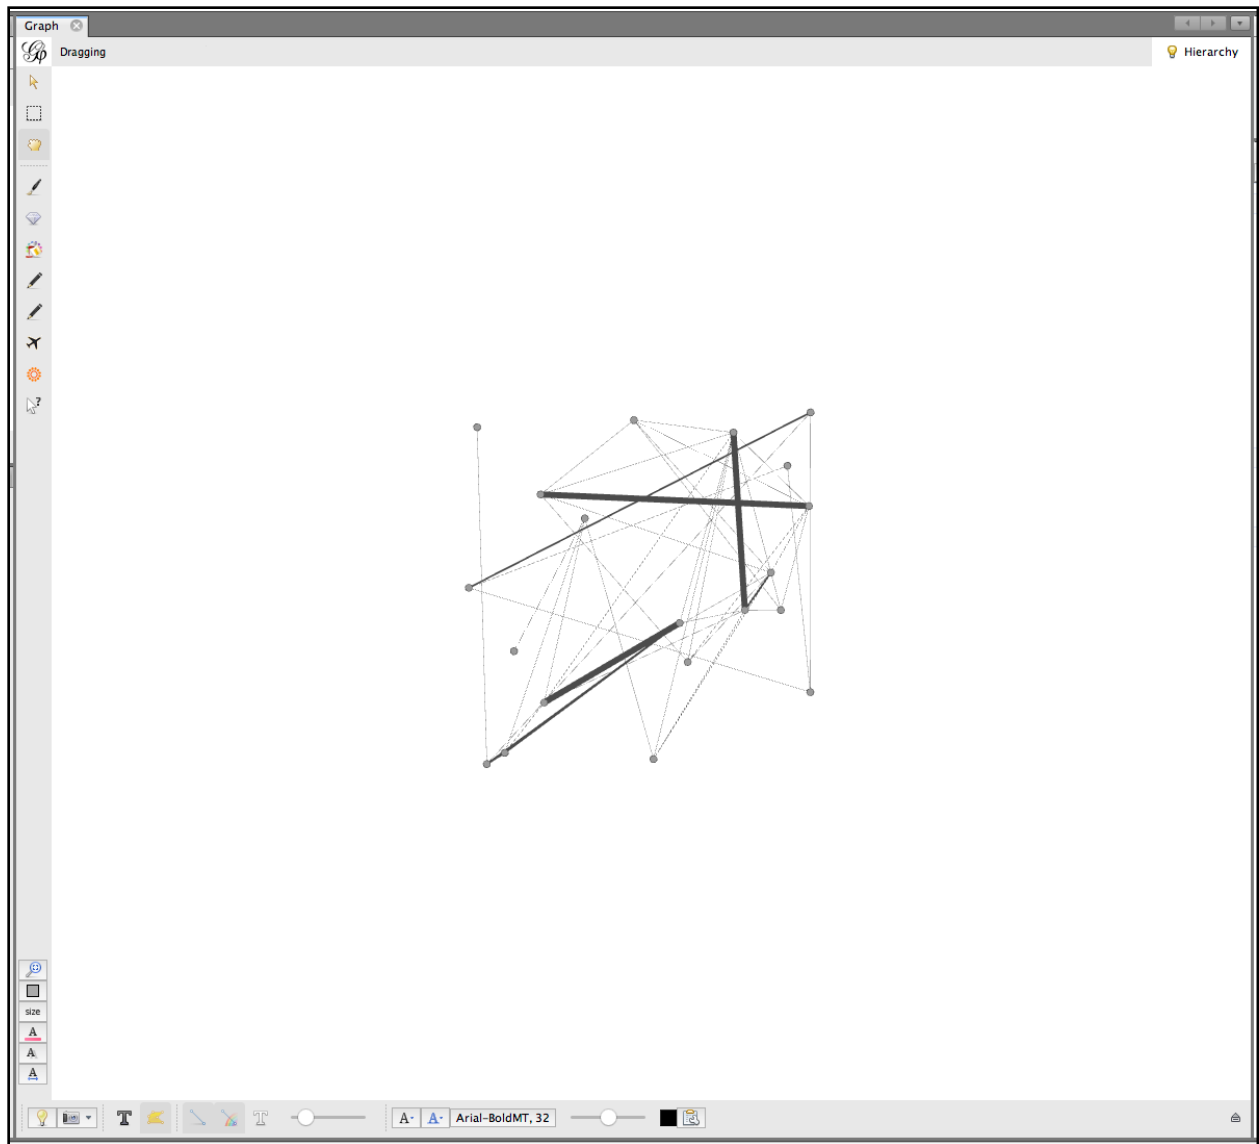 Graph
Dragging
Hierarchy
size
A
A
A
T
T
A-
A-
Arial-BoldMT, 32